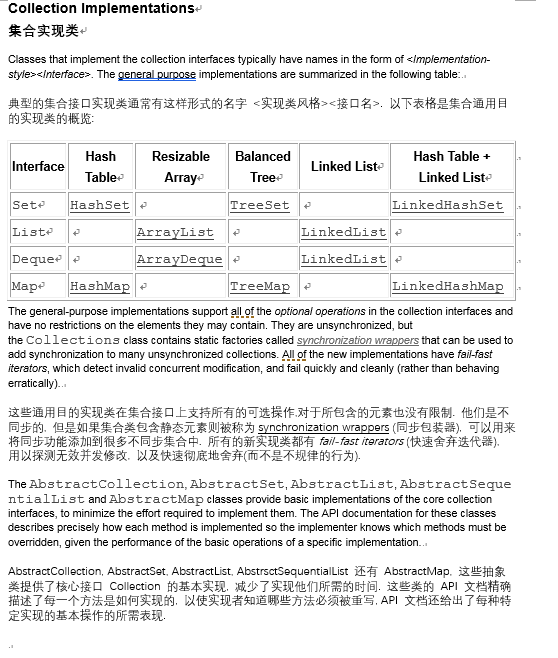 Collection Implementations
集合实现类
Classes that implement the collection interfaces typically have names in the form of <Implementation-
style><Interface>. The general purpose implementations are summarized in the following table:
典型的集合接口实现类通常有这样形式的名字 <实现类风格><接口名>. 以下表格是集合通用目
的实现类的概览:
Interface Hash Table Resizable Array Balanced Tree Linked List Hash Table + Linked List
Set HashSet TreeSet LinkedHashSet
List ArrayList LinkedList
Deque ArrayDeque LinkedList
Map HashMap TreeMap LinkedHashMap
The general-purpose implementations support all of the optional operations in the collection interfaces and
have no restrictions on the elements they may contain. They are unsynchronized, but
the Collections class contains static factories called synchronization wrappers that can be used to
add synchronization to many unsynchronized collections. All of the new implementations have fail-fast
iterators, which detect invalid concurrent modification, and fail quickly and cleanly (rather than behaving
erratically).
这些通用目的实现类在集合接口上支持所有的可选操作.对于所包含的元素也没有限制. 他们是不
同步的. 但是如果集合类包含静态元素则被称为 synchronization wrappers (同步包装器). 可以用来
将同步功能添加到很多不同步集合中. 所有的新实现类都有 fail-fast iterators (快速舍弃迭代器).
用以探测无效并发修改. 以及快速彻底地舍弃(而不是不规律的行为).
The AbstractCollection, AbstractSet, AbstractList, AbstractSeque
ntialList and AbstractMap classes provide basic implementations of the core collection
interfaces, to minimize the effort required to implement them. The API documentation for these classes
describes precisely how each method is implemented so the implementer knows which methods must be
overridden, given the performance of the basic operations of a specific implementation.
AbstractCollection, AbstractSet, AbstractList, AbstrsctSequentialList 还有 AbstractMap, 这些抽象
类提供了核心接口 Collection 的基本实现. 减少了实现他们所需的时间. 这些类的 API 文档精确
描述了每一个方法是如何实现的. 以使实现者知道哪些方法必须被重写. API 文档还给出了每种特
定实现的基本操作的所需表现.